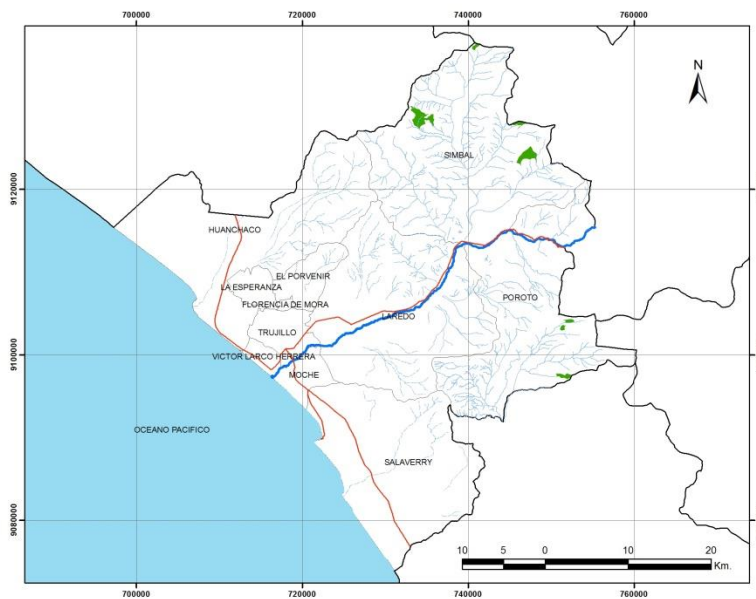 700000 720000 740000 760000
N
SIMBAL
9120000
HUANCHACO
EL PORVENIR
LA ESPERANZA
POROTO
FLORENCIA DE MORA
LAREDO
TRUJILLO
9100000
VICTOR LARCO HERRERA
MOCHE
OCEANO PACIFICO
SALAVERRY
9080000
10 5 0 10 20
Km.
700000 720000 740000 760000